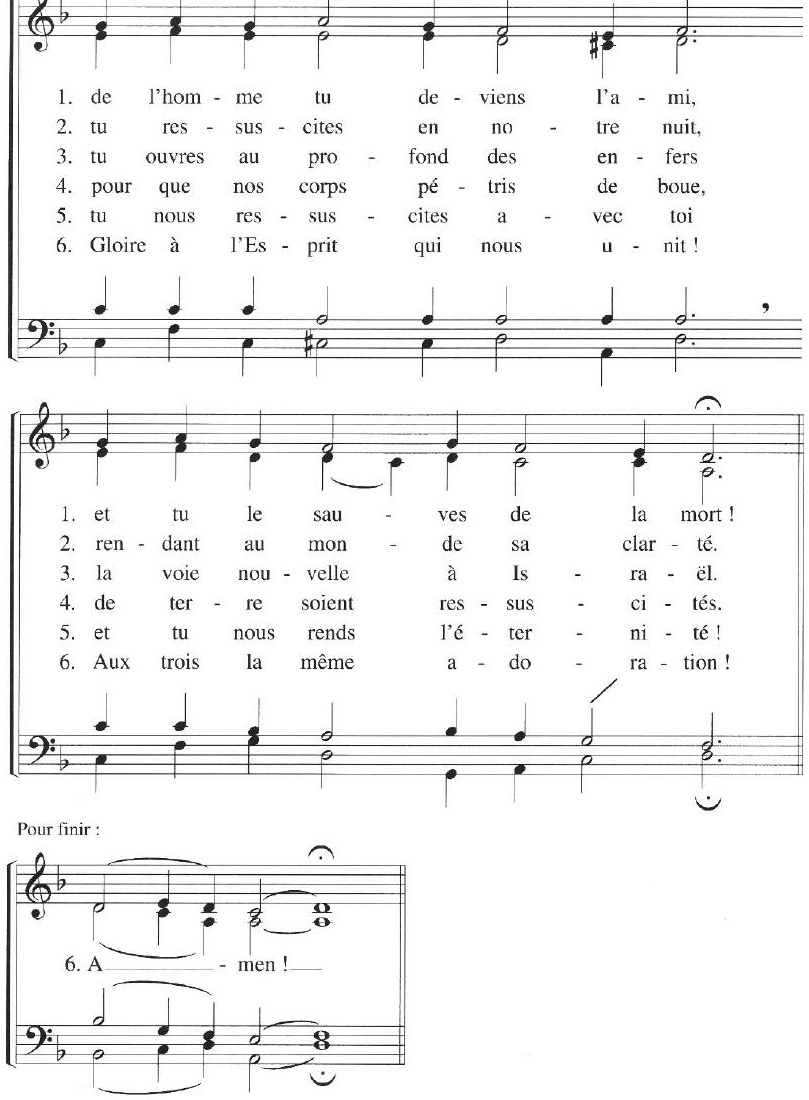 1. de l'hom - me tu de - viens l'a - mi,
2. tu res - sus - cites en no - tre nuit,
3. tu ouvres au pro - fond des en - fers
4. pour que nos corps pé - tris de boue,
5. tu nous res - sus - cites a - vec toi
6. Gloire à l'Es - prit qui nous u - nit !
1. et tu le sau - ves de la mort !
2. ren - dant au mon - de sa clar - té.
3. la voie nou - velle à Is - ra - ël.
4. de ter - re soient res - sus - ci - tés.
5. et tu nous rends l'é - ter - ni - té !
6. Aux trois la même a - do - ra - tion !
Pour finir :
6. A - men !